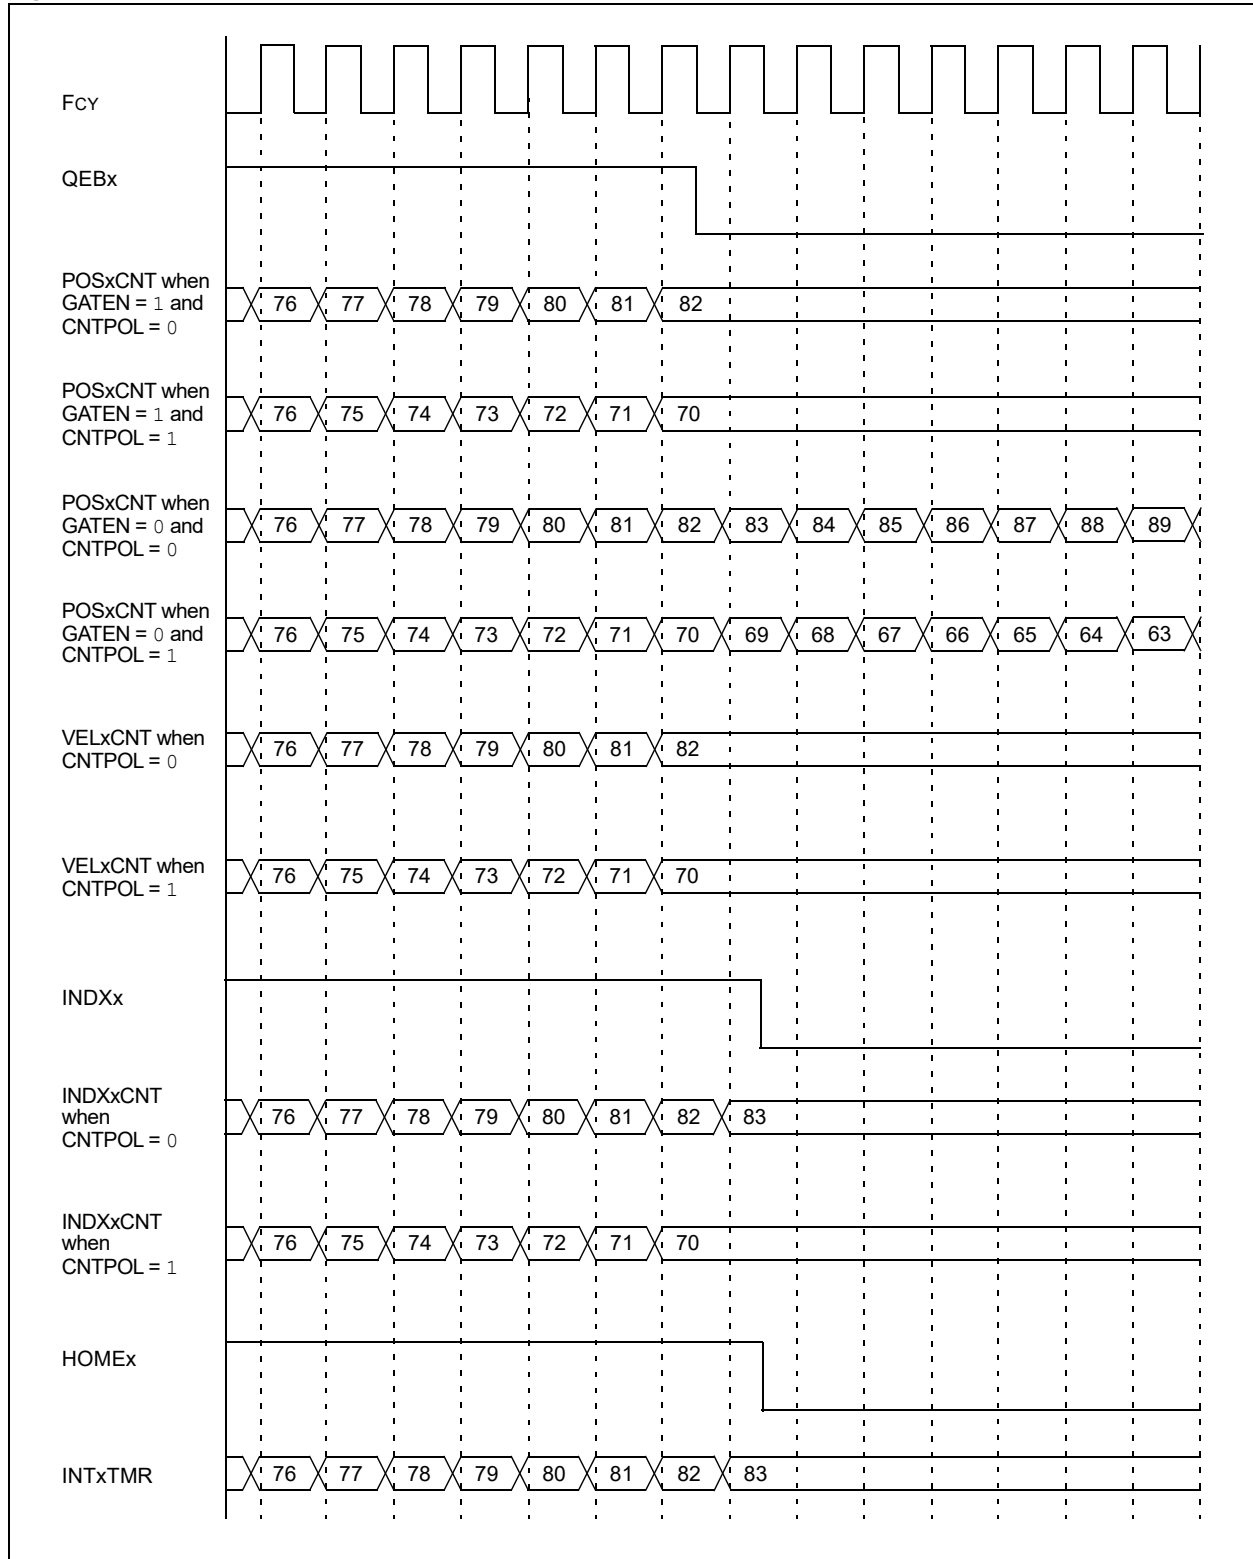 FCY
QEBx
POSxCNT when
GATEN = 1 and
CNTPOL = 0
76 77 78 79 80 81 82
POSxCNT when
GATEN = 1 and
CNTPOL = 1
76 75 74 73 72 71 70
POSxCNT when
GATEN = 0 and
CNTPOL = 0
76 77 78 79 80 81 82 83 84 85 86 87 88 89
POSxCNT when
GATEN = 0 and
CNTPOL = 1
76 75 74 73 72 71 70 69 68 67 66 65 64 63
VELxCNT when
CNTPOL = 0
76 77 78 79 80 81 82
VELxCNT when
CNTPOL = 1
76 75 74 73 72 71 70
INDXx
INDXxCNT
when
CNTPOL = 0
76 77 78 79 80 81 82 83
INDXxCNT
when
CNTPOL = 1
76 75 74 73 72 71 70
HOMEx
INTxTMR
76 77 78 79 80 81 82 83